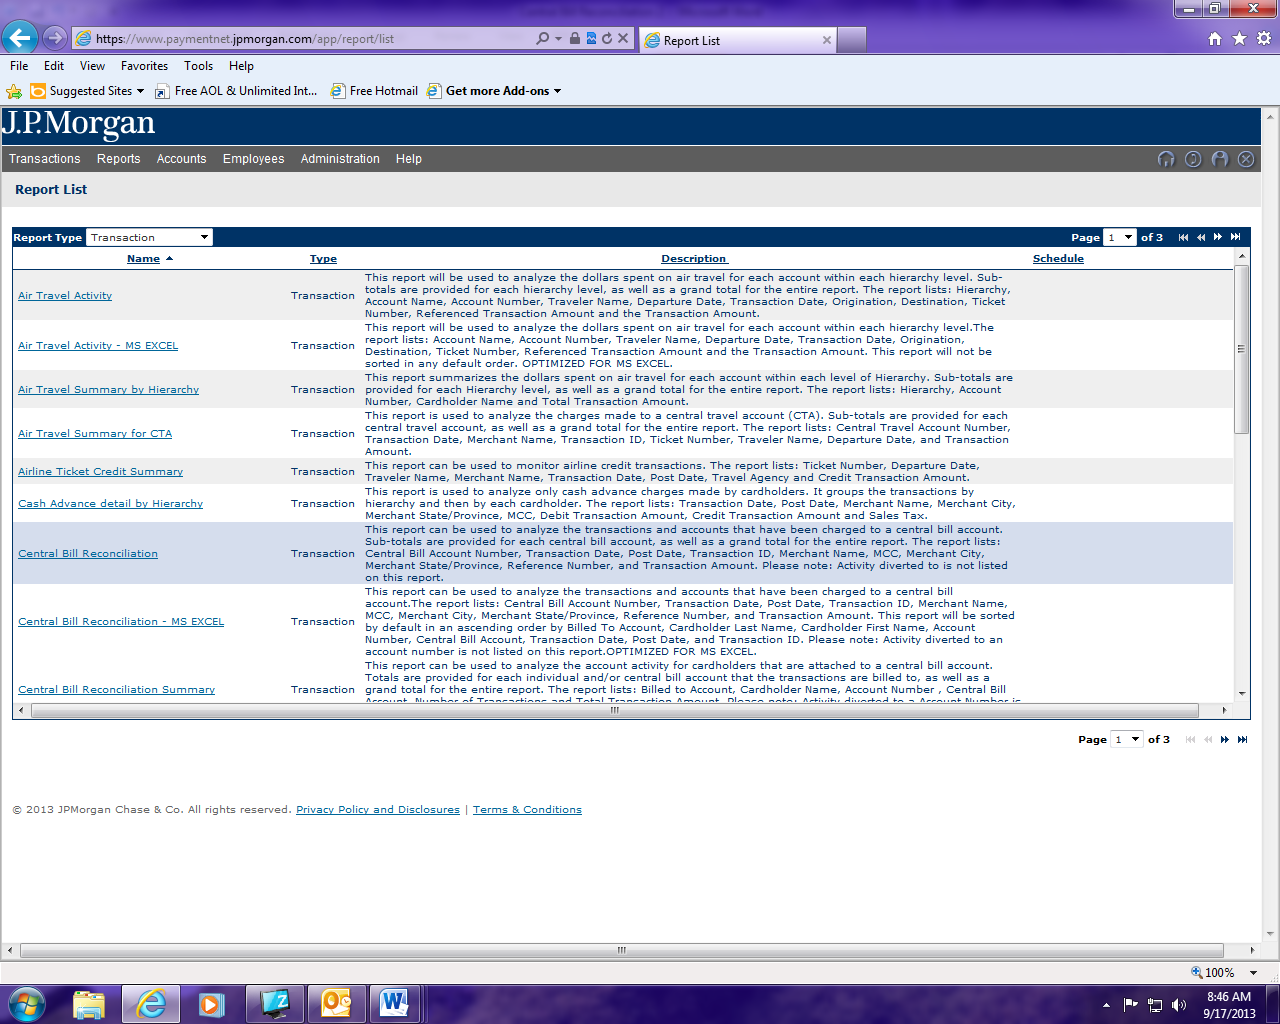 https://www.paymentnet.jpmorgan.com/app/report/list
Report List
File Edit View Favorites Tools Help
Suggested Sites Free AOL & Unlimited Int... Free Hotmail Get more Add-ons
J.P.Morgan
Transactions Reports Accounts Employees Administration Help
Report List
Report Type Transaction Page 1 of 3
Name Type Description Schedule
Air Travel Activity Transaction
This report will be used to analyze the dollars spent on air travel for each account within each hierarchy level. Sub-
totals are provided for each hierarchy level, as well as a grand total for the entire report. The report lists: Hierarchy,
Account Name, Account Number, Traveler Name, Departure Date, Transaction Date, Origination, Destination, Ticket
Number, Referenced Transaction Amount and the Transaction Amount.
Air Travel Activity - MS EXCEL Transaction
This report will be used to analyze the dollars spent on air travel for each account within each hierarchy level.The
report lists: Account Name, Account Number, Traveler Name, Departure Date, Transaction Date, Origination,
Destination, Ticket Number, Referenced Transaction Amount and the Transaction Amount. This report will not be
sorted in any default order. OPTIMIZED FOR MS EXCEL.
Air Travel Summary by Hierarchy Transaction
This report summarizes the dollars spent on air travel for each account within each level of Hierarchy. Sub-totals are
provided for each Hierarchy level, as well as a grand total for the entire report. The report lists: Hierarchy, Account
Number, Cardholder Name and Total Transaction Amount.
Air Travel Summary for CTA Transaction
This report is used to analyze the charges made to a central travel account (CTA). Sub-totals are provided for each
central travel account, as well as a grand total for the entire report. The report lists: Central Travel Account Number,
Transaction Date, Merchant Name, Transaction ID, Ticket Number, Traveler Name, Departure Date, and Transaction
Amount.
Airline Ticket Credit Summary Transaction
This report can be used to monitor airline credit transactions. The report lists: Ticket Number, Departure Date,
Traveler Name, Merchant Name, Transaction Date, Post Date, Travel Agency and Credit Transaction Amount.
Cash Advance detail by Hierarchy Transaction
This report is used to analyze only cash advance charges made by cardholders. It groups the transactions by
hierarchy and then by each cardholder. The report lists: Transaction Date, Post Date, Merchant Name, Merchant City,
Merchant State/Province, MCC, Debit Transaction Amount, Credit Transaction Amount and Sales Tax.
Central Bill Reconciliation Transaction
This report can be used to analyze the transactions and accounts that have been charged to a central bill account.
Sub-totals are provided for each central bill account, as well as a grand total for the entire report. The report lists:
Central Bill Account Number, Transaction Date, Post Date, Transaction ID, Merchant Name, MCC, Merchant City,
Merchant State/Province, Reference Number, and Transaction Amount. Please note: Activity diverted to is not listed
on this report.
Central Bill Reconciliation - MS EXCEL Transaction
This report can be used to analyze the transactions and accounts that have been charged to a central bill
account.The report lists: Central Bill Account Number, Transaction Date, Post Date, Transaction ID, Merchant Name,
MCC, Merchant City, Merchant State/Province, Reference Number, and Transaction Amount. This report will be sorted
by default in an ascending order by Billed To Account, Cardholder Last Name, Cardholder First Name, Account
Number, Central Bill Account, Transaction Date, Post Date, and Transaction ID. Please note: Activity diverted to an
account number is not listed on this report.OPTIMIZED FOR MS EXCEL.
Central Bill Reconciliation Summary Transaction
This report can be used to analyze the account activity for cardholders that are attached to a central bill account.
Totals are provided for each individual and/or central bill account that the transactions are billed to, as well as a
grand total for the entire report. The report lists: Billed to Account, Cardholder Name, Account Number , Central Bill
Account, Number of Transactions and Total Transaction Amount. Please note: Activity diverted to a Account Number is
Page 1 of 3
© 2013 JPMorgan Chase & Co. All rights reserved. Privacy Policy and Disclosures | Terms & Conditions
100%
8:46 AM
9/17/2013